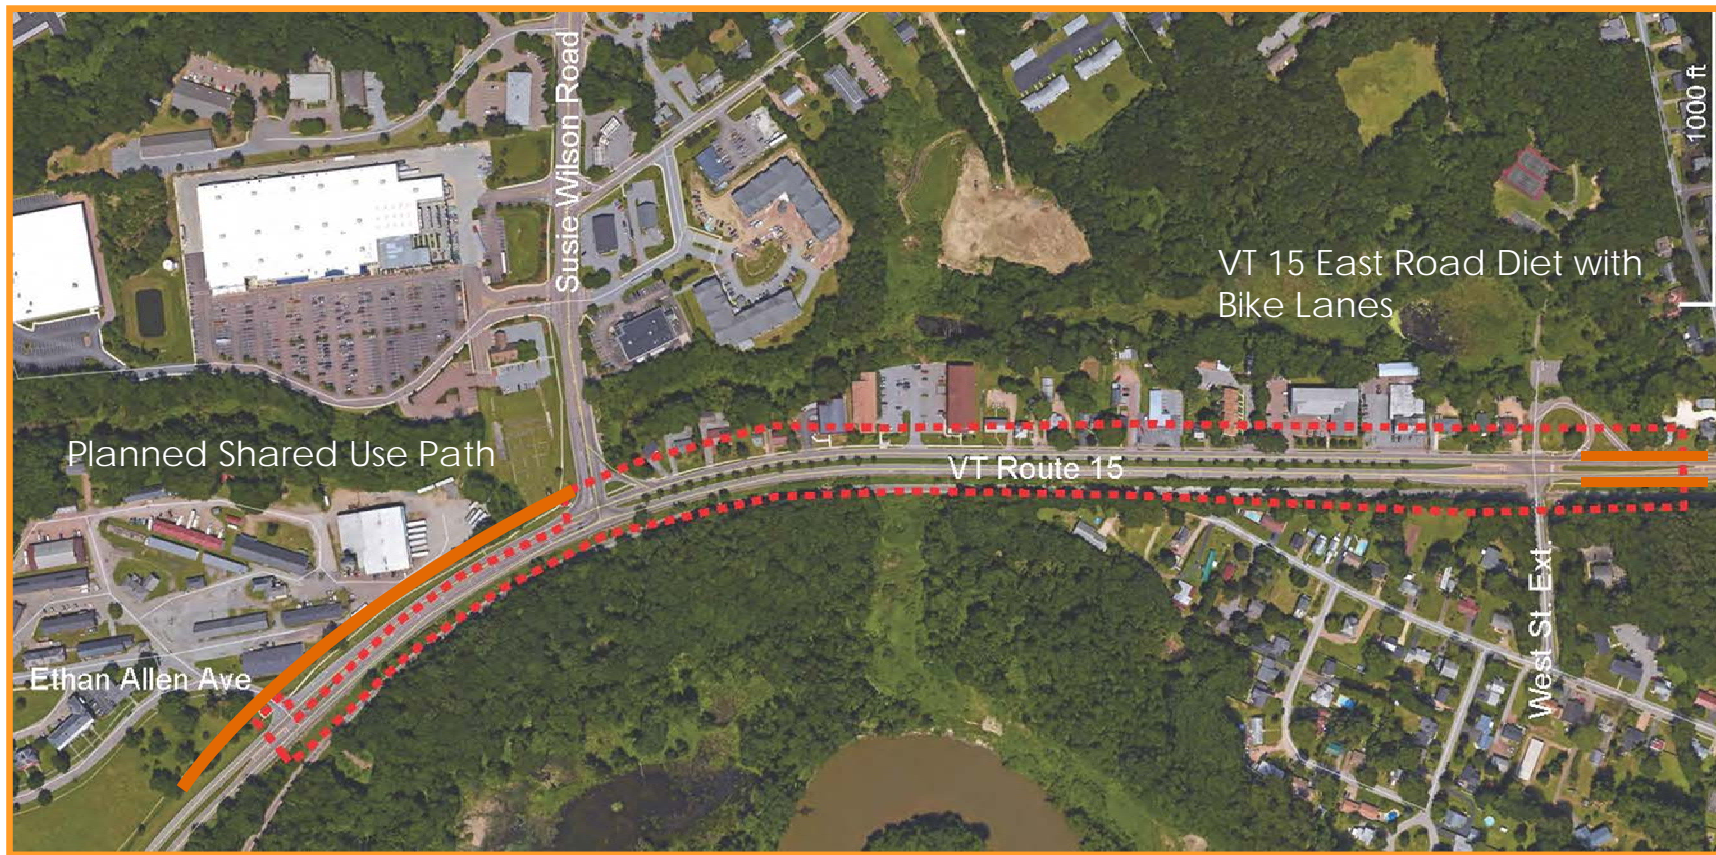 Susie Wilson Road
1000 ft
VT 15 East Road Diet with
Bike Lanes
Planned Shared Use Path
VT Route 15
West St. Ext.
Ethan Allen Ave